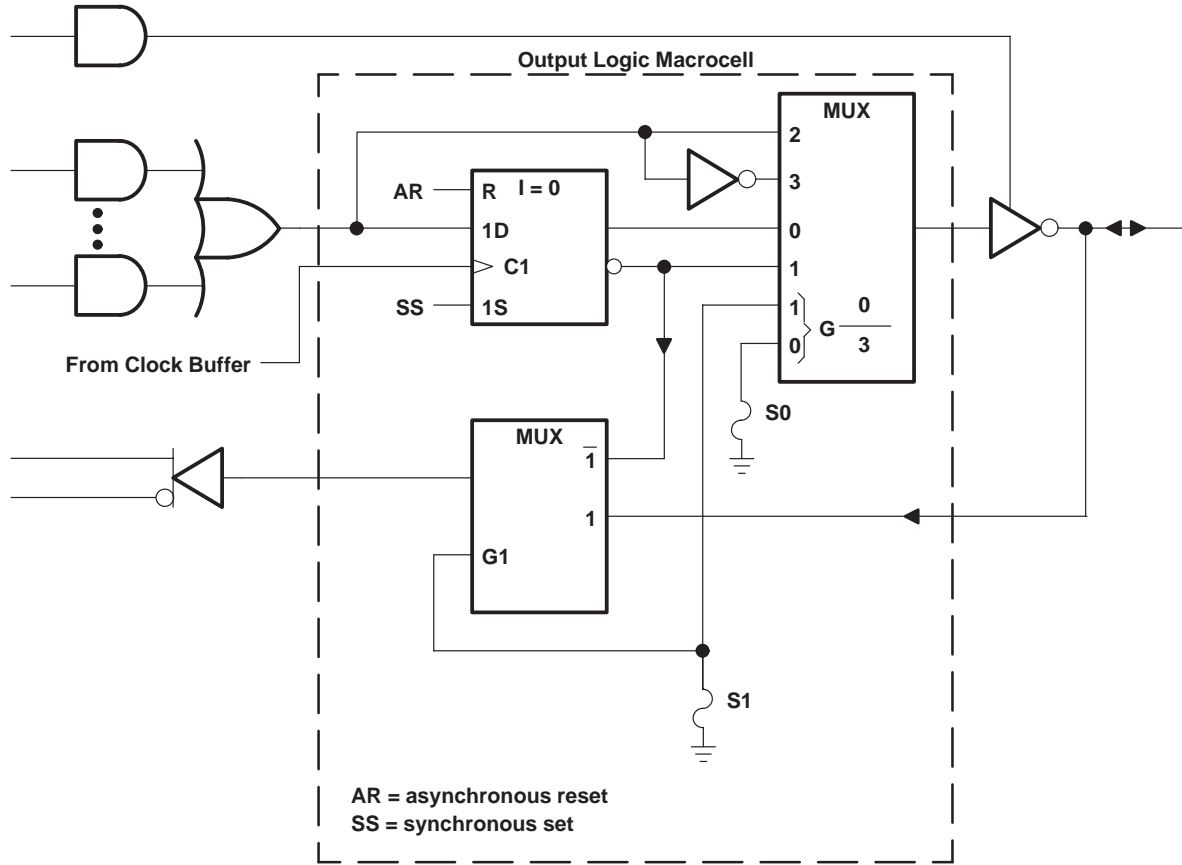 Output Logic Macrocell
MUX
2
3
0
1
1
0
G 0
3
AR
R
I = 0
1D
C1
SS
1S
From Clock Buffer
S0
MUX
1̅
1
G1
S1
AR = asynchronous reset
SS = synchronous set